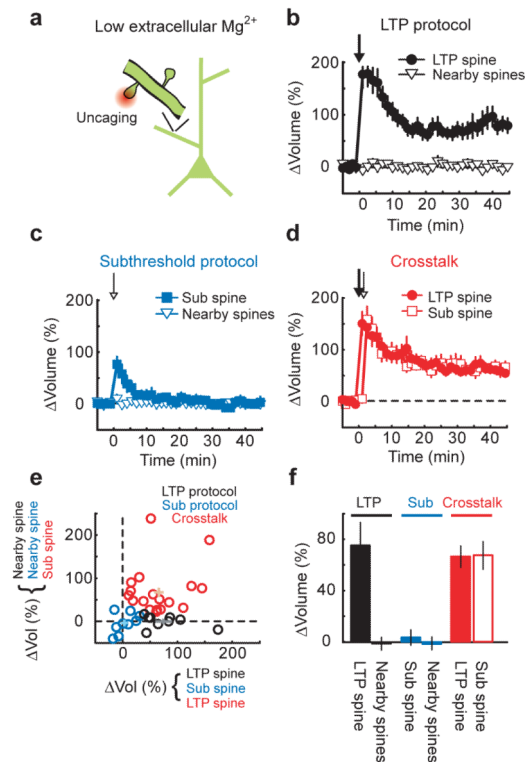 a
Low extracellular Mg²⁺
Uncaging
b
LTP protocol
LTP spine
Nearby spines
ΔVolume (%)
200
100
0
0 10 20 30 40
Time (min)
c
Subthreshold protocol
Sub spine
Nearby spines
ΔVolume (%)
200
100
0
0 10 20 30 40
Time (min)
d
Crosstalk
LTP spine
Sub spine
ΔVolume (%)
200
100
0
0 10 20 30 40
Time (min)
e
LTP protocol
Sub protocol
Crosstalk
Nearby spine
Nearby spine
Sub spine
ΔVol (%) {
200
100
50
0
0 100 200
ΔVol (%) {
LTP spine
Sub spine
LTP spine
f
LTP Sub Crosstalk
ΔVolume (%)
80
40
0
LTP spine
Nearby spines
Sub spine
Nearby spines
LTP spine
Sub spine